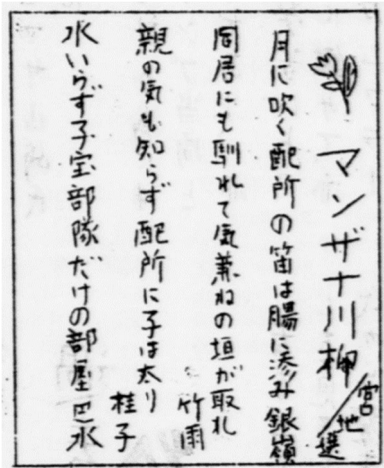 マンザナ川柳 宮地選
月に吹く配所の笛は腸に滲み 銀嶺
同居にも馴れて気兼ねの垣が取れ
竹雨
親の気も知らず配所に子は太り
桂子
水いらず子宝部隊だけの部屋 巴水